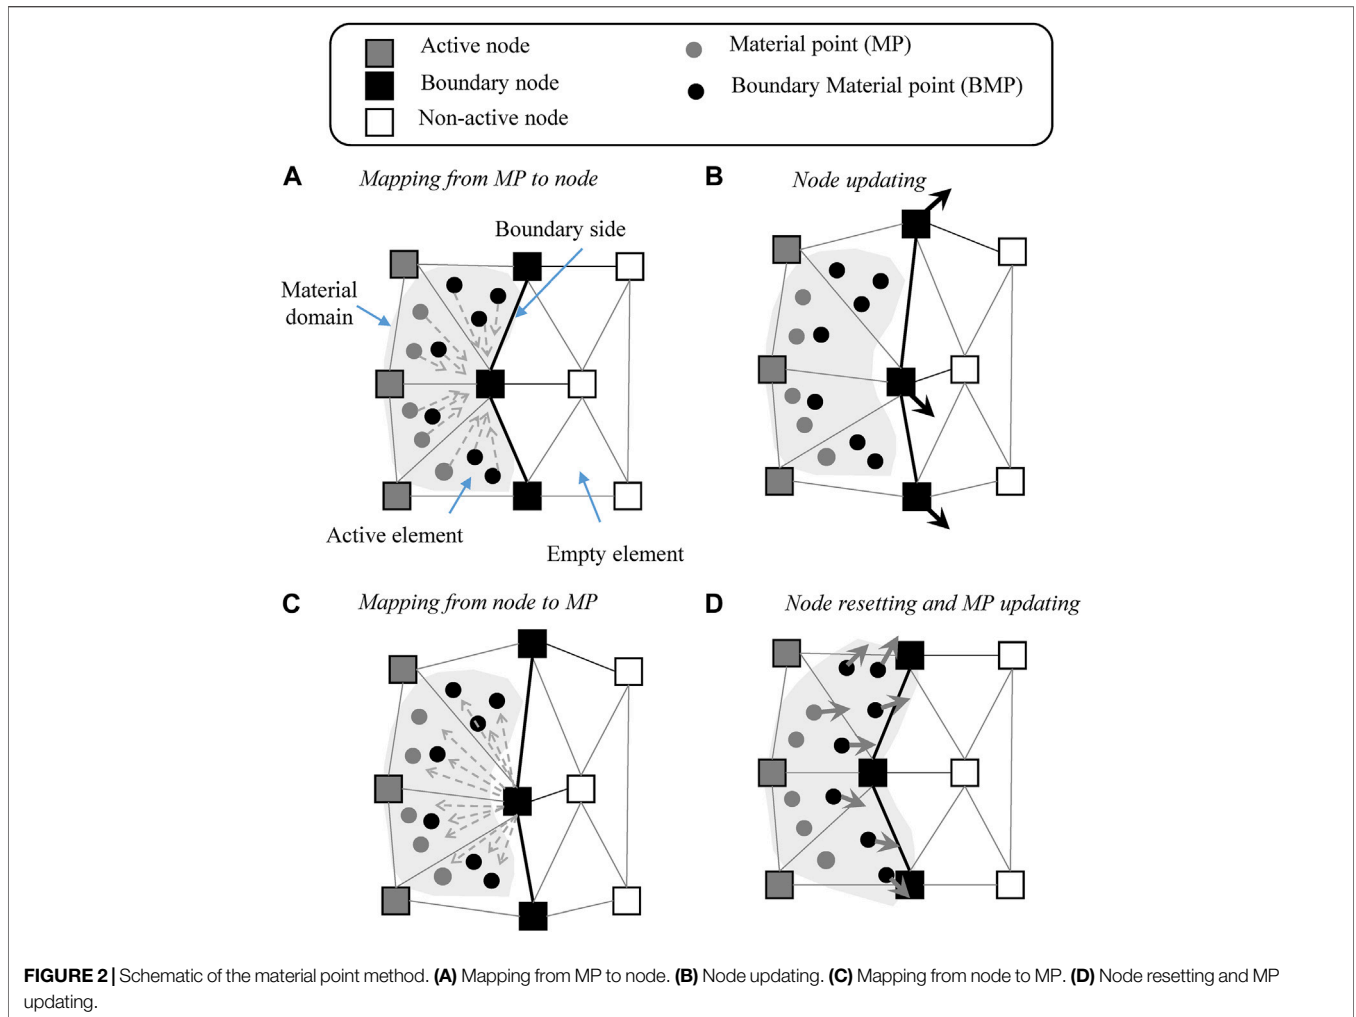 Active node
Material point (MP)
Boundary node
Boundary Material point (BMP)
Non-active node
A
Mapping from MP to node
B
Node updating
Boundary side
Material
domain
Active element
Empty element
C
Mapping from node to MP
D
Node resetting and MP updating
FIGURE 2 | Schematic of the material point method. (A) Mapping from MP to node. (B) Node updating. (C) Mapping from node to MP. (D) Node resetting and MP
updating.